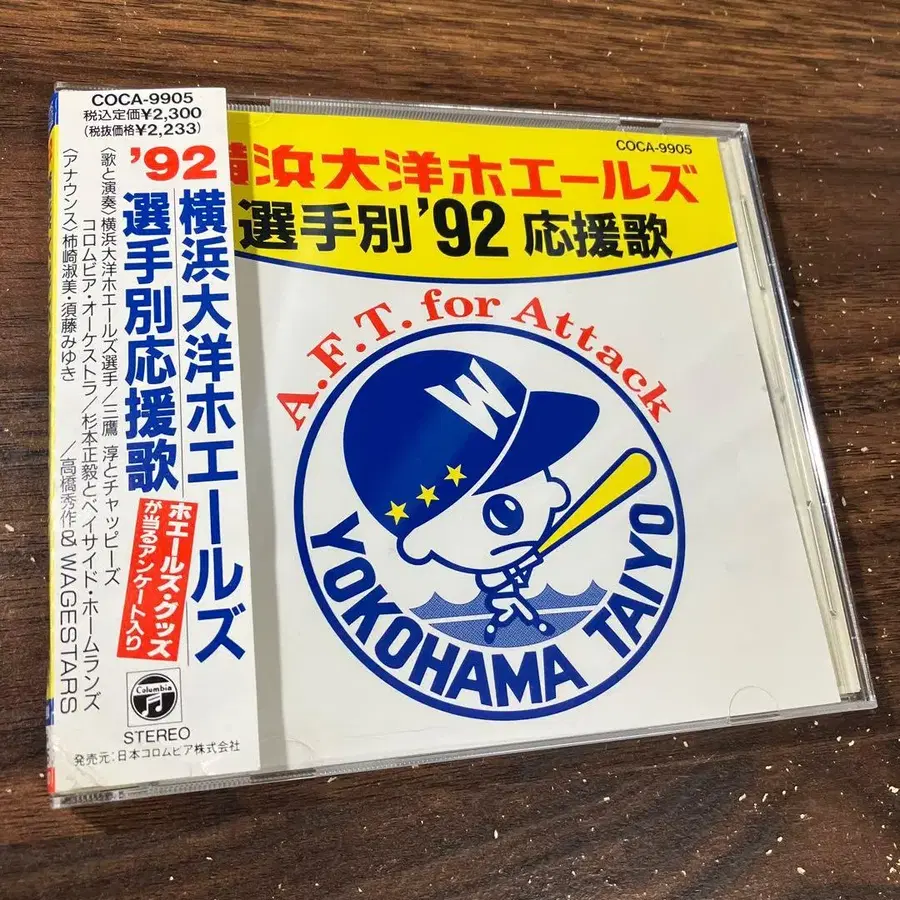 COCA-9905
税込定価¥2,300
(税抜価格¥2,233)
'92
横浜大洋ホエールズ
選手別応援歌
〈歌と演奏〉横浜大洋ホエールズ選手/三鷹 淳とチャッピーズ
コロムビア・オーケストラ/杉本正毅とベイサイド・ホームランズ
/高橋秀作&WAGESTARS
〈アナウンス〉柿崎淑美・須藤みゆき
ホエールズ・グッズ
が当るアンケート入り
Columbia
STEREO
発売元:日本コロムビア株式会社
COCA-9905
横浜大洋ホエールズ
選手別'92 応援歌
A.F.T. for Attack
W
YOKOHAMA TAIYO